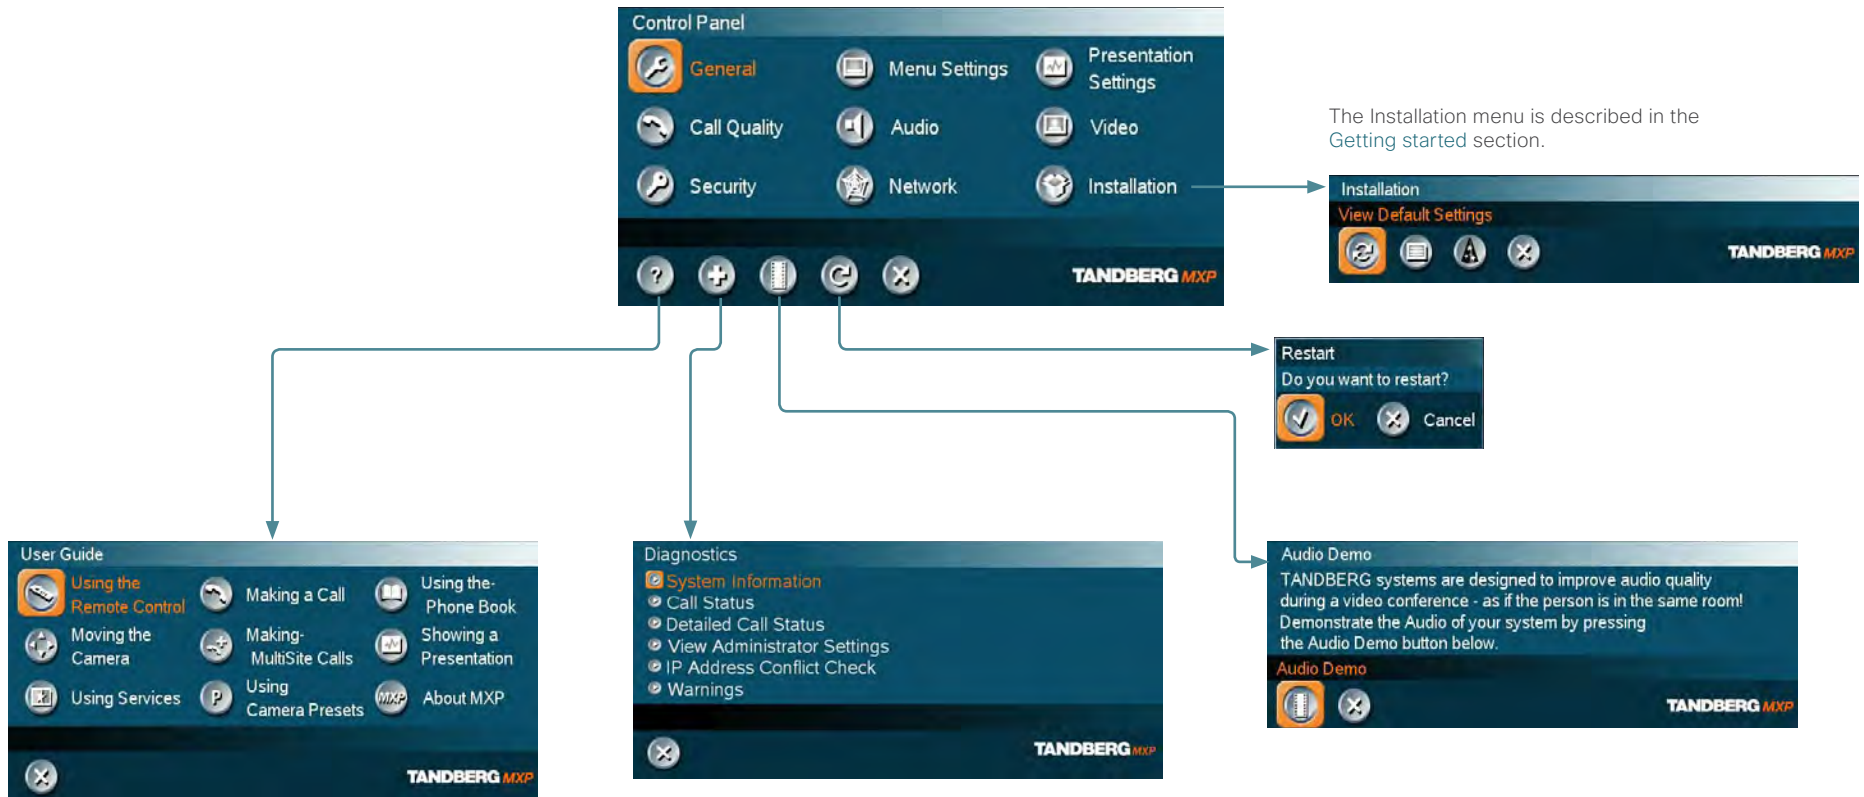 Control Panel
General
Menu Settings
Presentation
Settings
Call Quality
Audio
Video
Security
Network
Installation
?
TANDBERG MXP
The Installation menu is described in the
Getting started section.
Installation
View Default Settings
TANDBERG MXP
Restart
Do you want to restart?
OK
Cancel
User Guide
Using the
Remote Control
Making a Call
Using the-
Phone Book
Moving the
Camera
Making-
MultiSite Calls
Showing a
Presentation
Using Services
P
Using
Camera Presets
MXP
About MXP
TANDBERG MXP
Diagnostics
System Information
Call Status
Detailed Call Status
View Administrator Settings
IP Address Conflict Check
Warnings
TANDBERG MXP
Audio Demo
TANDBERG systems are designed to improve audio quality
during a video conference - as if the person is in the same room!
Demonstrate the Audio of your system by pressing
the Audio Demo button below.
Audio Demo
TANDBERG MXP